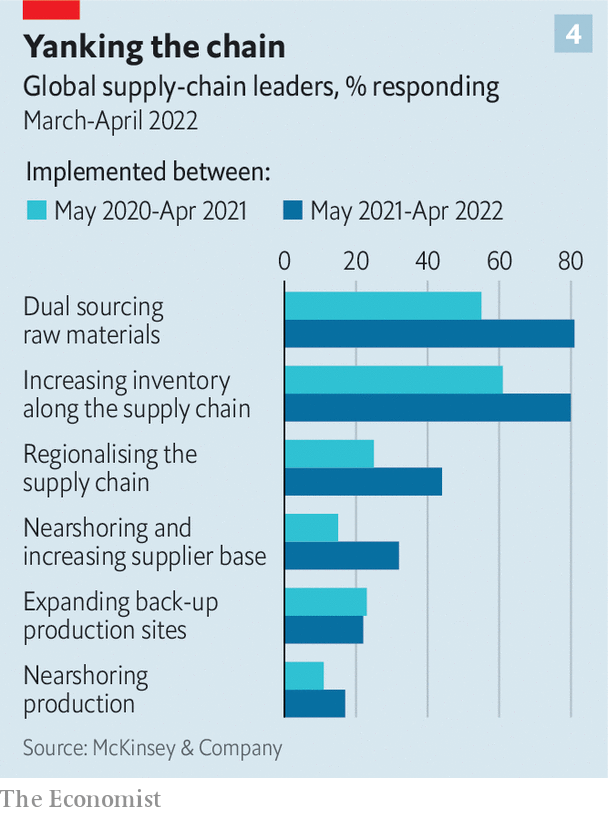 Yanking the chain
4
Global supply-chain leaders, % responding
March-April 2022
Implemented between:
May 2020-Apr 2021 May 2021-Apr 2022
0 20 40 60 80
Dual sourcing
raw materials
Increasing inventory
along the supply chain
Regionalising the
supply chain
Nearshoring and
increasing supplier base
Expanding back-up
production sites
Nearshoring
production
Source: McKinsey & Company
The Economist